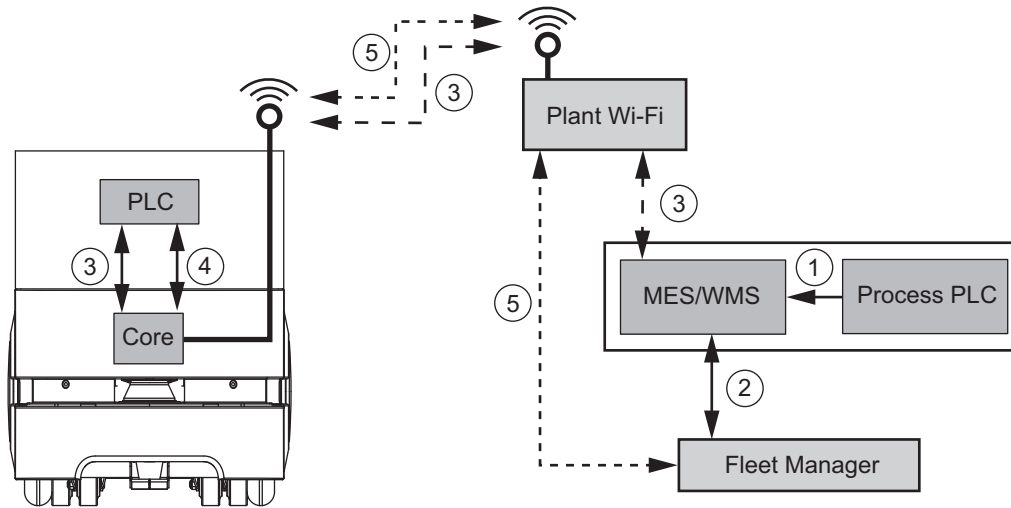 5
3
Plant Wi-Fi
PLC
3
4
3
1
MES/WMS
Process PLC
Core
5
2
Fleet Manager